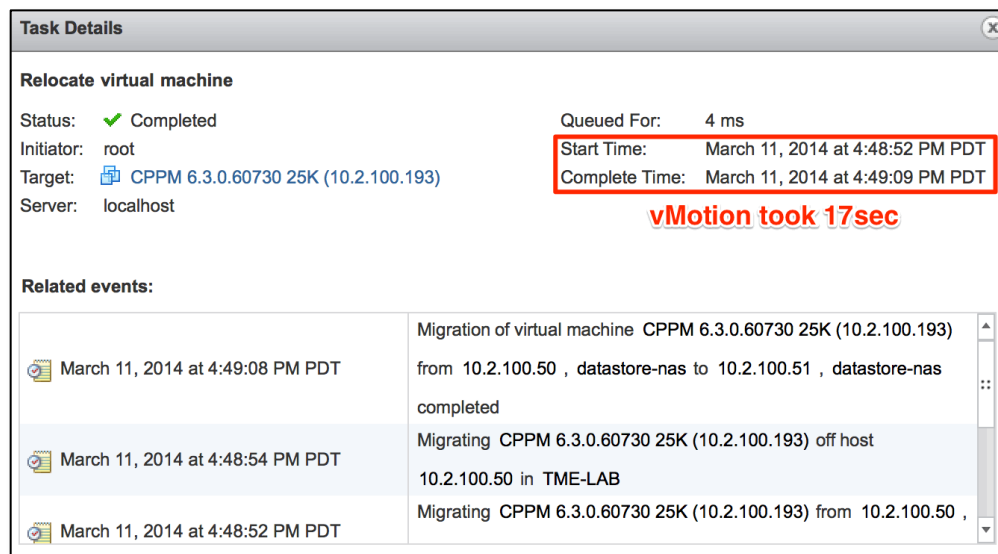 Task Details
Relocate virtual machine
Status: Completed
Queued For: 4 ms
Initiator: root
Start Time: March 11, 2014 at 4:48:52 PM PDT
Target: CPPM 6.3.0.60730 25K (10.2.100.193)
Complete Time: March 11, 2014 at 4:49:09 PM PDT
Server: localhost
vMotion took 17sec
Related events:
March 11, 2014 at 4:49:08 PM PDT
Migration of virtual machine CPPM 6.3.0.60730 25K (10.2.100.193)
from 10.2.100.50 , datastore-nas to 10.2.100.51 , datastore-nas
completed
March 11, 2014 at 4:48:54 PM PDT
Migrating CPPM 6.3.0.60730 25K (10.2.100.193) off host
10.2.100.50 in TME-LAB
March 11, 2014 at 4:48:52 PM PDT
Migrating CPPM 6.3.0.60730 25K (10.2.100.193) from 10.2.100.50 ,